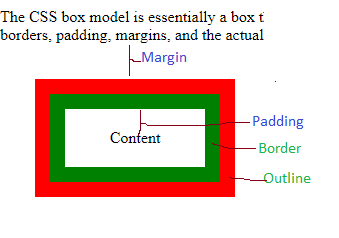 The CSS box model is essentially a box
borders, padding, margins, and the actual
Margin
Padding
Content
Border
Outline